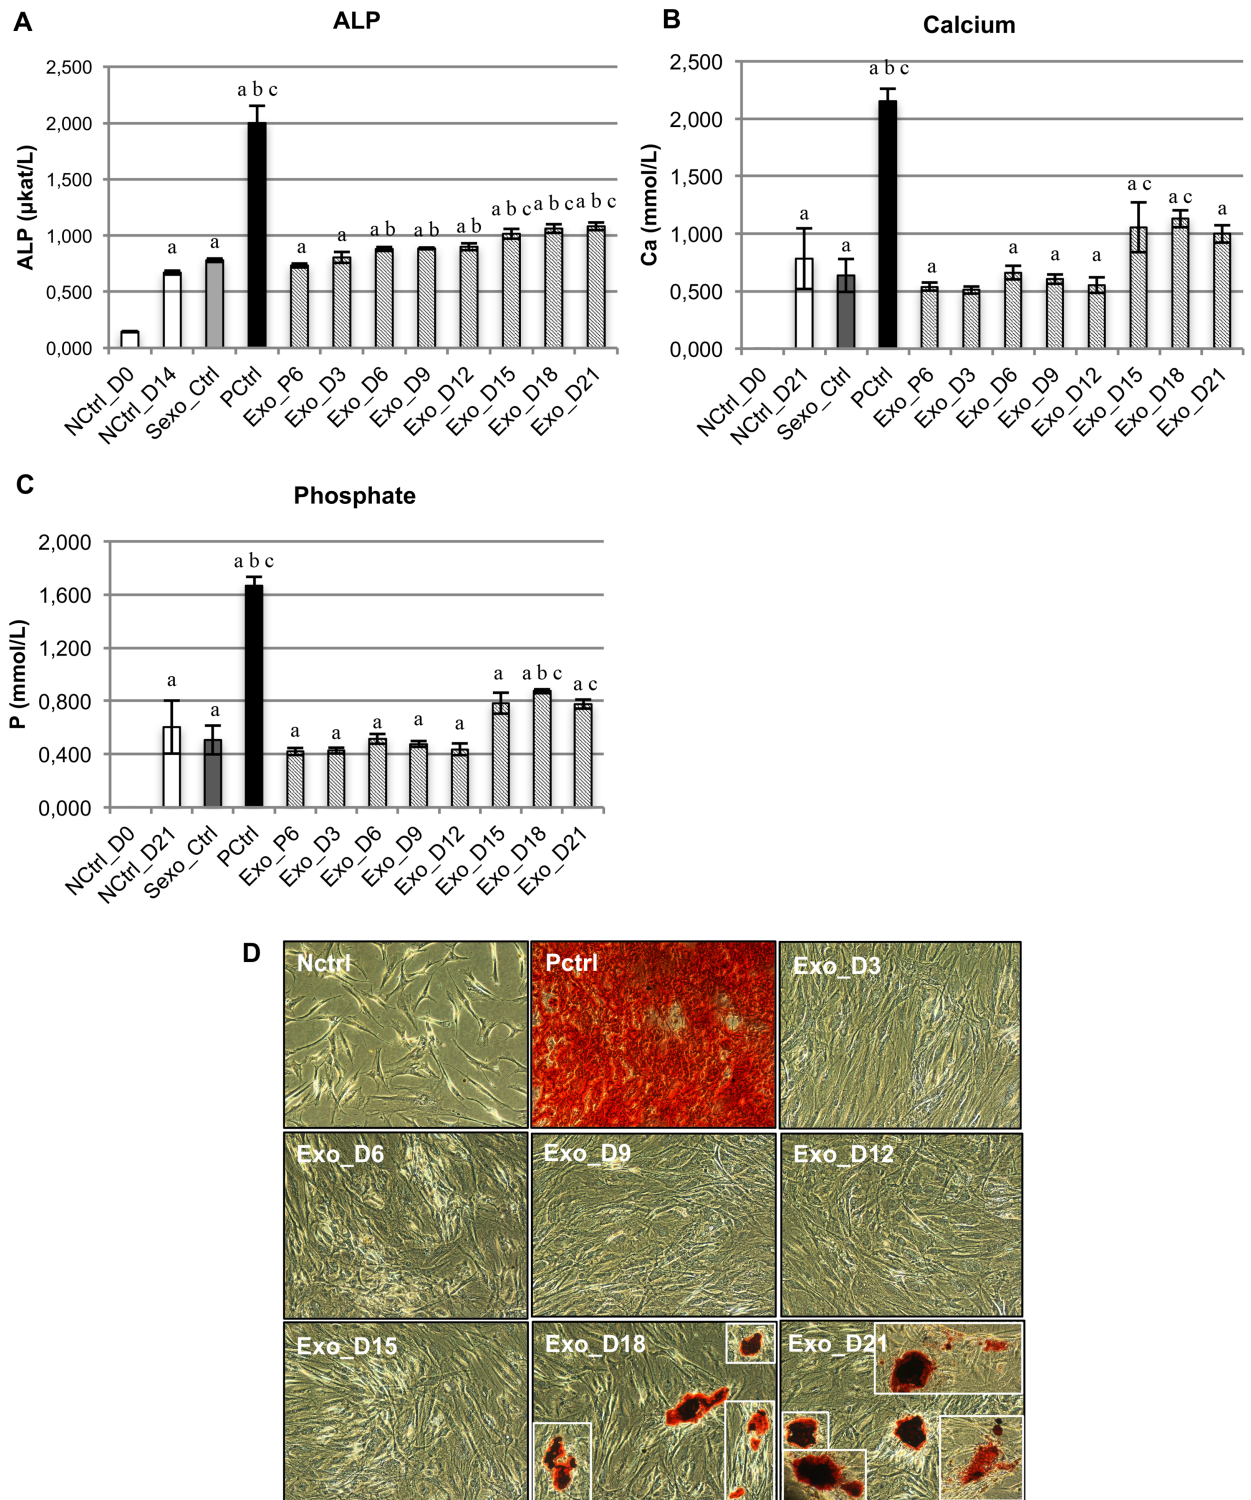 A
ALP
ALP (µkat/L)
2,500
2,000
1,500
1,000
0,500
0,000
a
a
a b c
a
a
a b
a b
a b
a b c
a b c
a b c
NCtrl_D0
NCtrl_D14
Sexo_Ctrl
PCtrl
Exo_P6
Exo_D3
Exo_D6
Exo_D9
Exo_D12
Exo_D15
Exo_D18
Exo_D21
B
Calcium
Ca (mmol/L)
2,500
2,000
1,500
1,000
0,500
0,000
a
a
a b c
a
a
a
a
a
a c
a c
a
NCtrl_D0
NCtrl_D21
Sexo_Ctrl
PCtrl
Exo_P6
Exo_D3
Exo_D6
Exo_D9
Exo_D12
Exo_D15
Exo_D18
Exo_D21
C
Phosphate
P (mmol/L)
2,000
1,600
1,200
0,800
0,400
0,000
a
a
a b c
a
a
a
a
a
a
a b c
a c
NCtrl_D0
NCtrl_D21
Sexo_Ctrl
PCtrl
Exo_P6
Exo_D3
Exo_D6
Exo_D9
Exo_D12
Exo_D15
Exo_D18
Exo_D21
D
Nctrl
Pctrl
Exo_D3
Exo_D6
Exo_D9
Exo_D12
Exo_D15
Exo_D18
Exo_D21